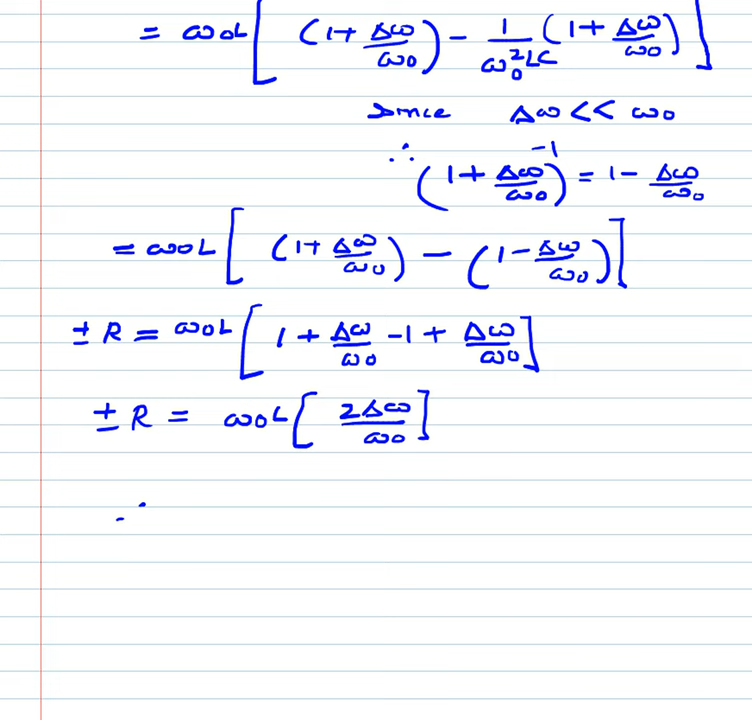 = ω0L[ (1 + Δω/ω0) - 1/ω0²LC (1 + Δω/ω0) ]
Since Δω << ω0
∴ (1 + Δω/ω0)⁻¹ = 1 - Δω/ω0
= ω0L[ (1 + Δω/ω0) - (1 - Δω/ω0) ]
± R = ω0L[ 1 + Δω/ω0 - 1 + Δω/ω0 ]
± R = ω0L[ 2Δω/ω0 ]